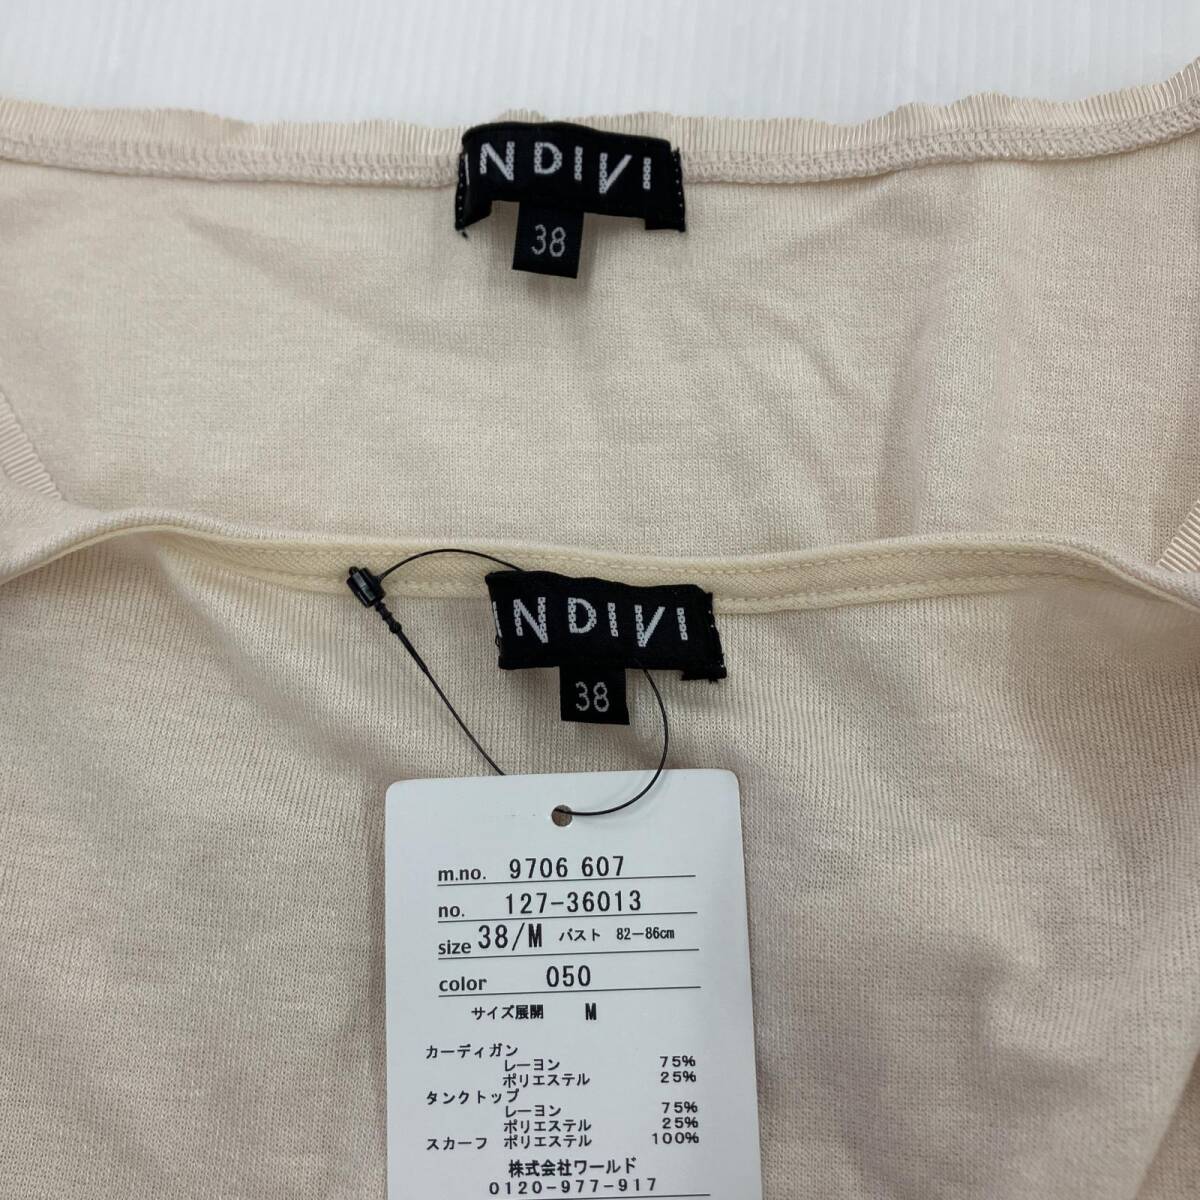 INDIVI
38
INDIVI
38
m.no. 9706 607
no. 127-36013
size 38/M バスト 82-86cm
color 050
サイズ展開 M
カーディガン
レーヨン 75%
ポリエステル 25%
タンクトップ
レーヨン 75%
ポリエステル 25%
スカーフ ポリエステル 100%
株式会社ワールド
0120-977-917